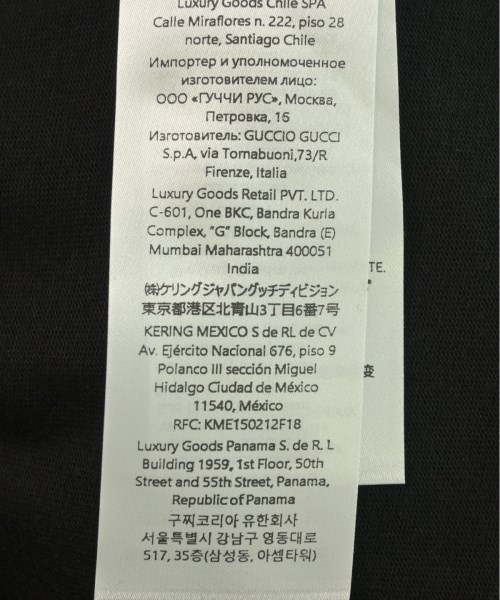 Luxury Goods Chile SPA
Calle Miraflores n. 222, piso 28
norte, Santiago Chile
Импортер и уполномоченное
изготовителем лицо:
ООО «ГУЧЧИ РУС», Москва,
Петровка, 16
Изготовитель: GUCCIO GUCCI
S.p.A, via Tornabuoni,73/R
Firenze, Italia
Luxury Goods Retail PVT. LTD.
C-601, One BKC, Bandra Kurla
Complex, "G" Block, Bandra (E)
Mumbai Maharashtra 400051
India
㈱ケリングジャパングッチディビジョン
東京都港区北青山3丁目6番7号
KERING MEXICO S de RL de CV
Av. Ejército Nacional 676, piso 9
Polanco III sección Miguel
Hidalgo Ciudad de México
11540, México
RFC: KME150212F18
Luxury Goods Panama S. de R. L
Building 1959, 1st Floor, 50th
Street and 55th Street, Panama,
Republic of Panama
구찌코리아 유한회사
서울특별시 강남구 영동대로
517, 35층(삼성동, 아셈타워)
TE.
変